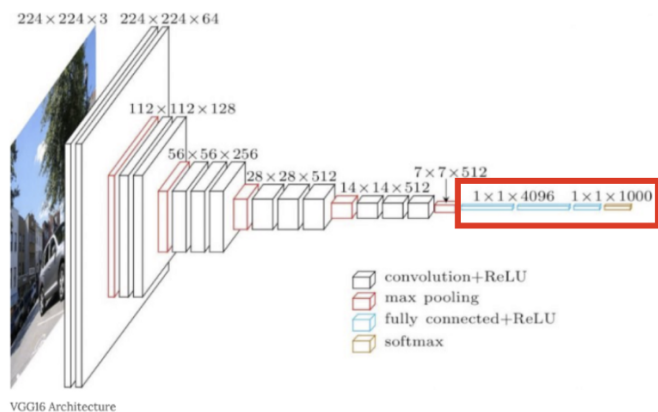 224×224×3
224×224×64
112×112×128
56×56×256
28×28×512
14×14×512
7×7×512
1×1×4096
1×1×1000
convolution+ReLU
max pooling
fully connected+ReLU
softmax
VGG16 Architecture